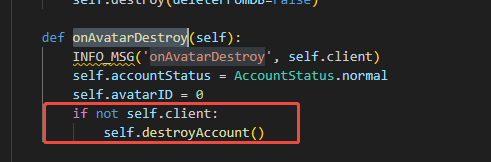 self.destroy(deleteFromDB=False)
def onAvatarDestroy(self):
INFO_MSG('onAvatarDestroy', self.client)
self.accountStatus = AccountStatus.normal
self.avatarID = 0
if not self.client:
self.destroyAccount()